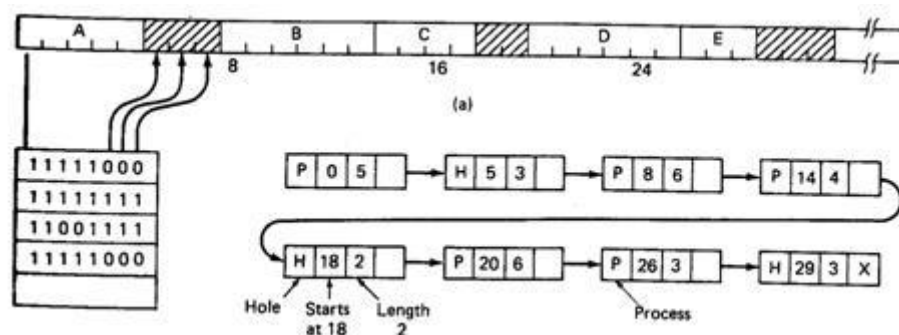 A B C D E
8 16 24
(a)
11111000
11111111
11001111
11111000
P 0 5 H 5 3 P 8 6 P 14 4
H 18 2 P 20 6 P 26 3 H 29 3 X
Hole Starts at 18 Length 2 Process